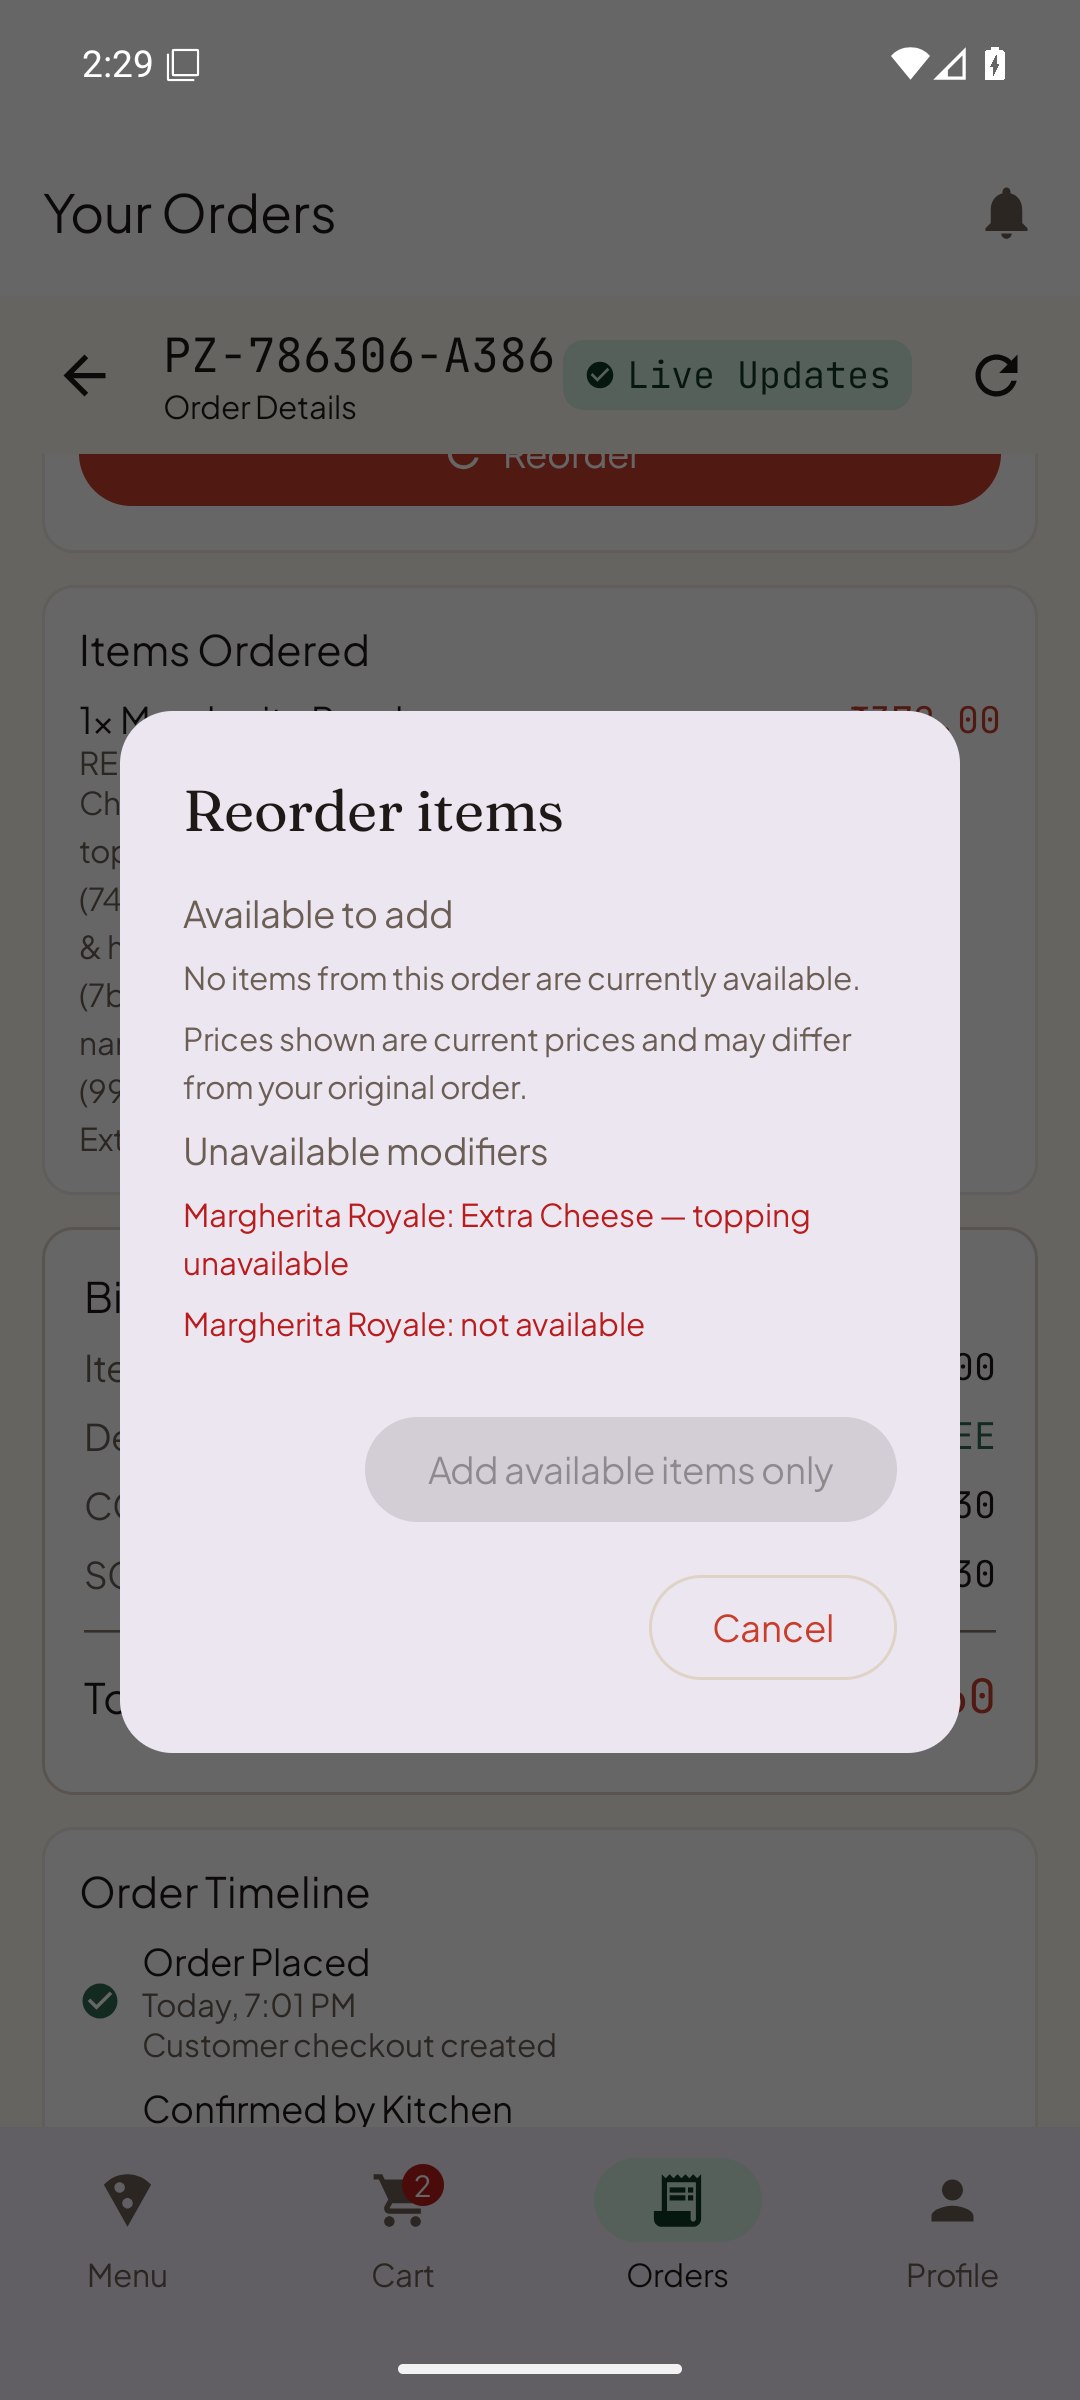 2:29
Your Orders
PZ-786306-A386
Live Updates
Order Details
Reorder
Items Ordered
1x
.00
Reorder items
Available to add
No items from this order are currently available.
Prices shown are current prices and may differ
from your original order.
Unavailable modifiers
Margherita Royale: Extra Cheese — topping
unavailable
Margherita Royale: not available
Add available items only
Cancel
Order Timeline
Order Placed
Today, 7:01 PM
Customer checkout created
Confirmed by Kitchen
2
Menu
Cart
Orders
Profile